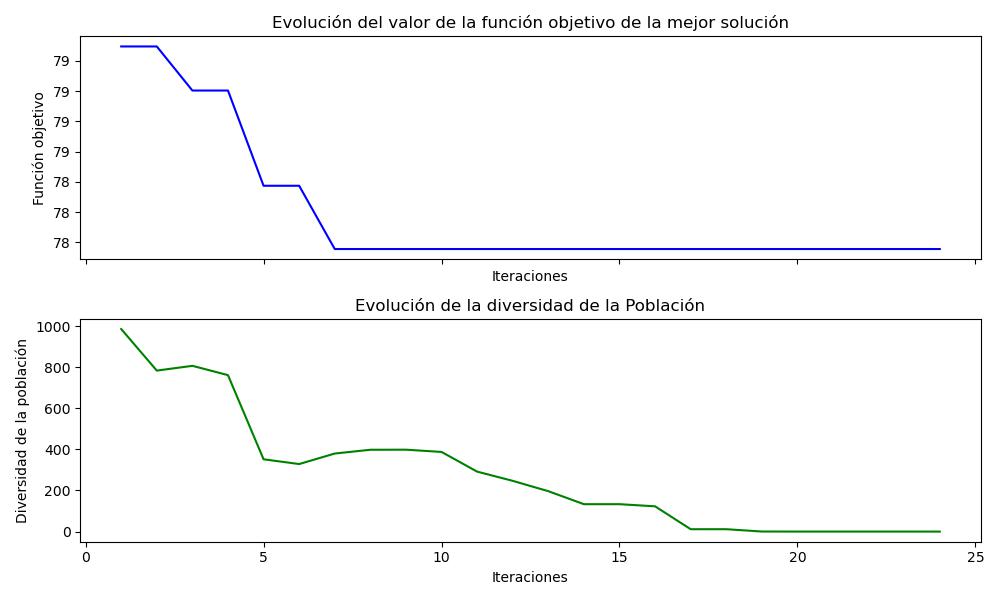 Evolución del valor de la función objetivo de la mejor solución
79
79
79
79
78
78
78
Función objetivo
Iteraciones
Evolución de la diversidad de la Población
1000
800
600
400
200
0
Diversidad de la población
0 5 10 15 20 25
Iteraciones